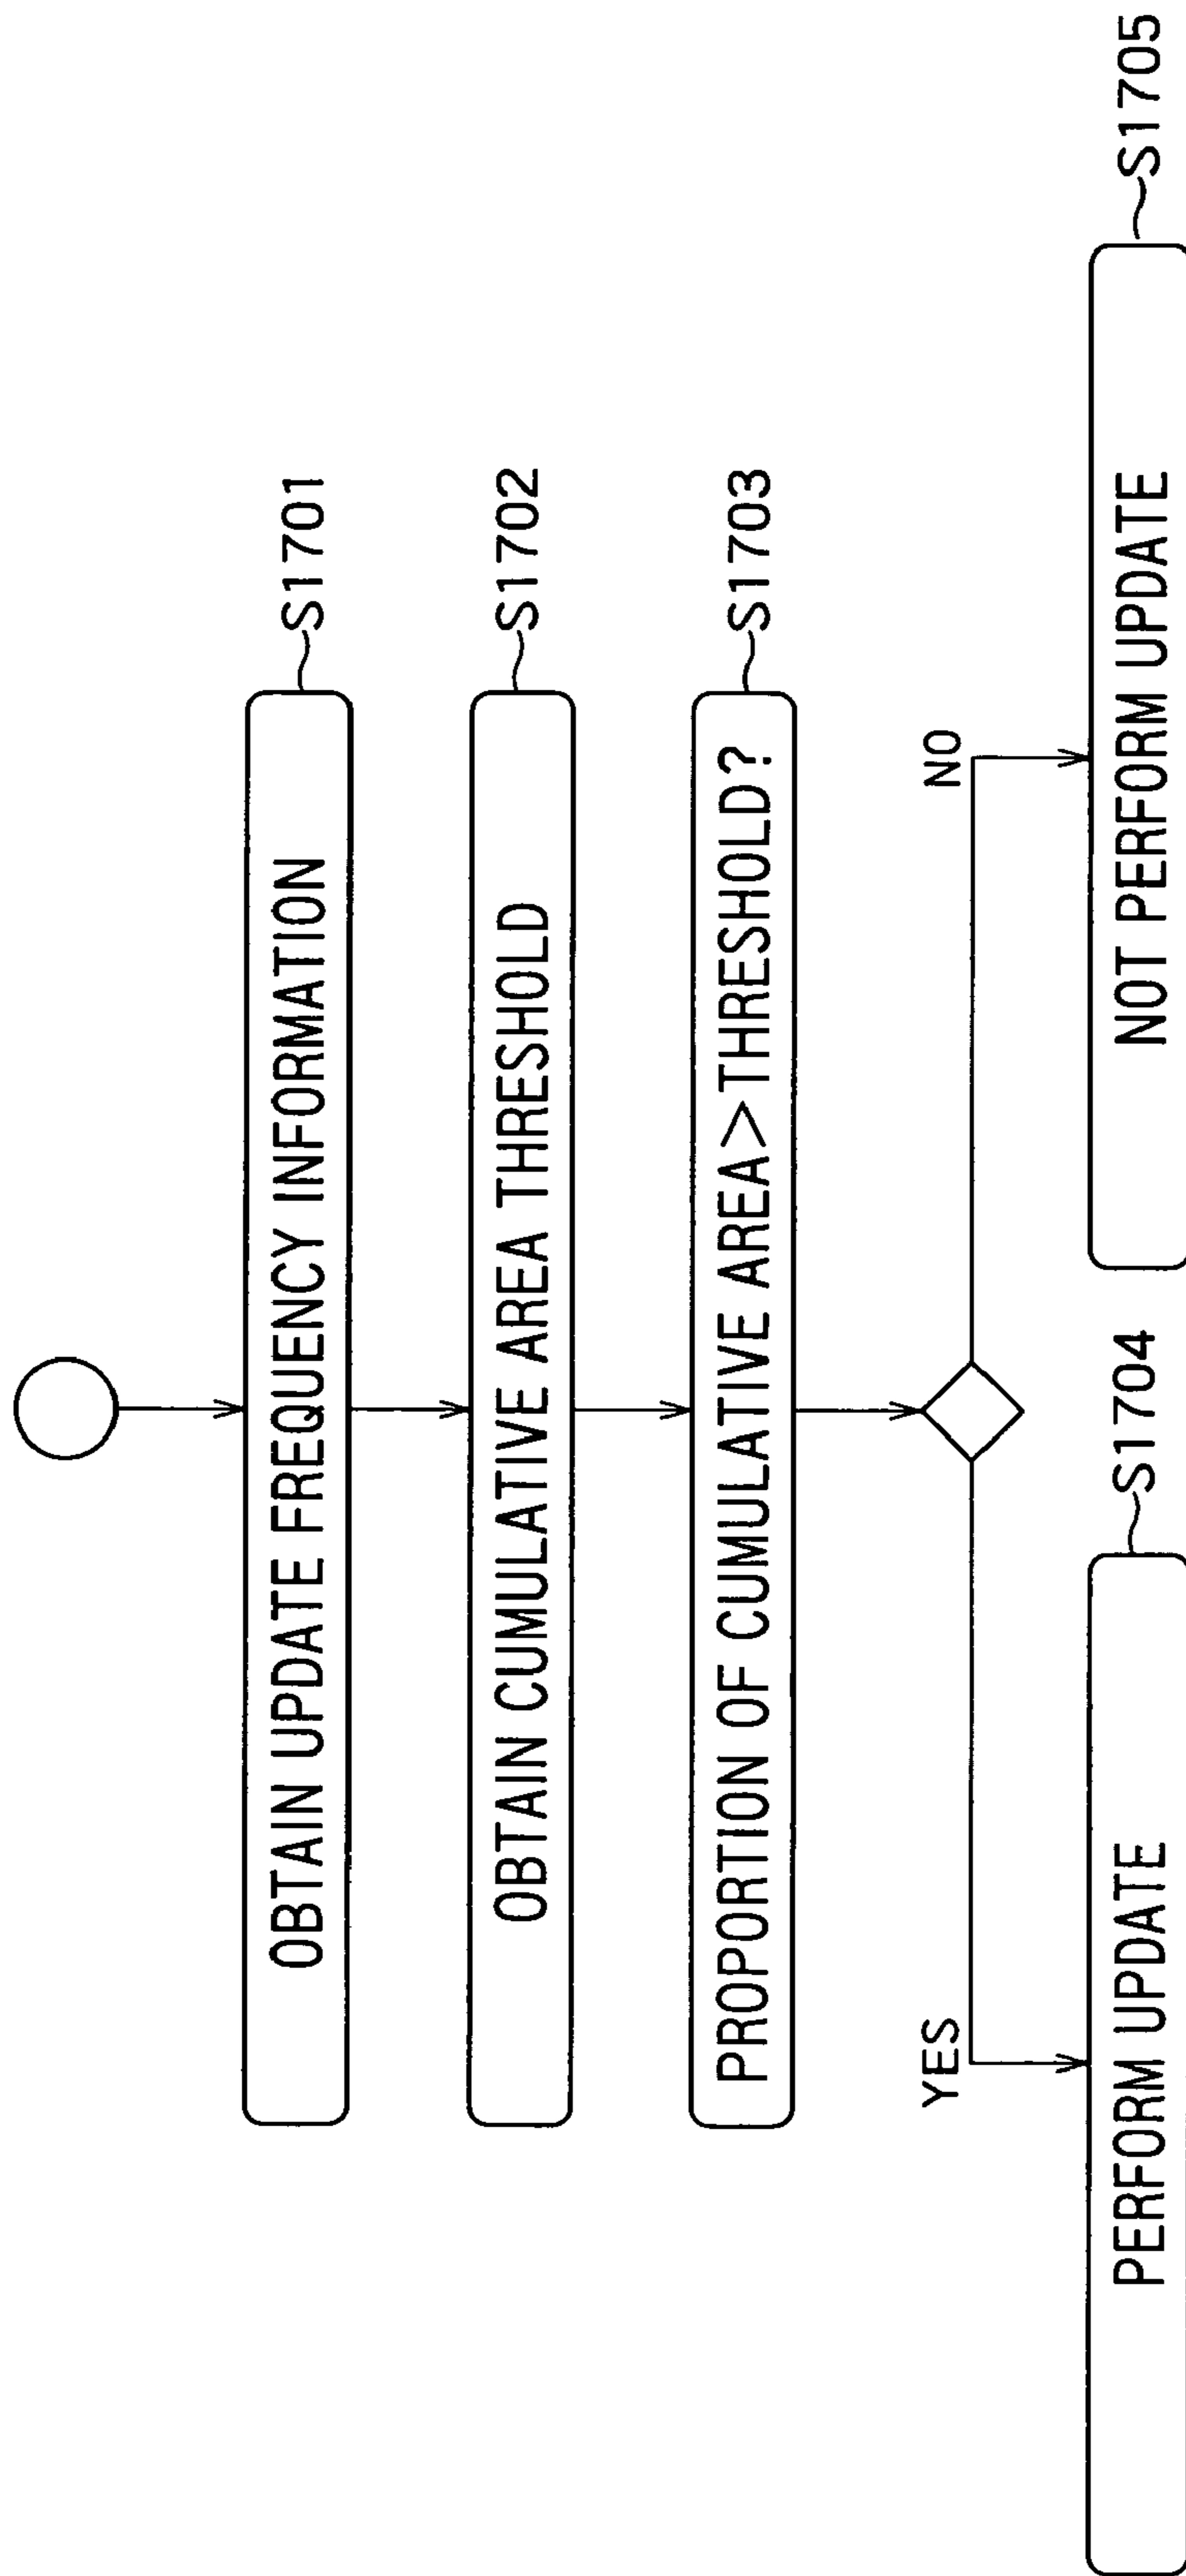 OBTAIN UPDATE FREQUENCY INFORMATION
S1701
OBTAIN CUMULATIVE AREA THRESHOLD
S1702
PROPORTION OF CUMULATIVE AREA>THRESHOLD?
S1703
YES
NO
PERFORM UPDATE
S1704
NOT PERFORM UPDATE
S1705